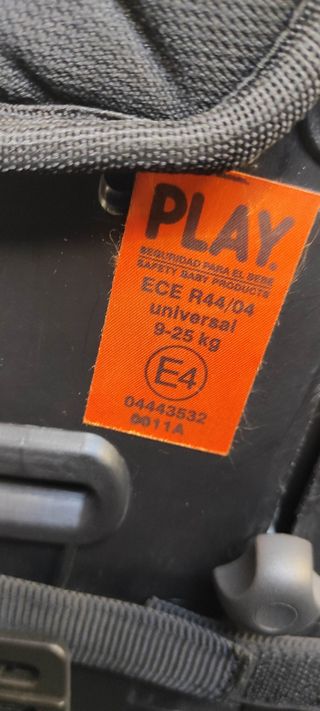 PLAY.
SEGURIDAD PARA EL BEBE
SAFETY BABY PRODUCTS
ECE R44/04
universal
9-25 kg
E4
04443532
0011A